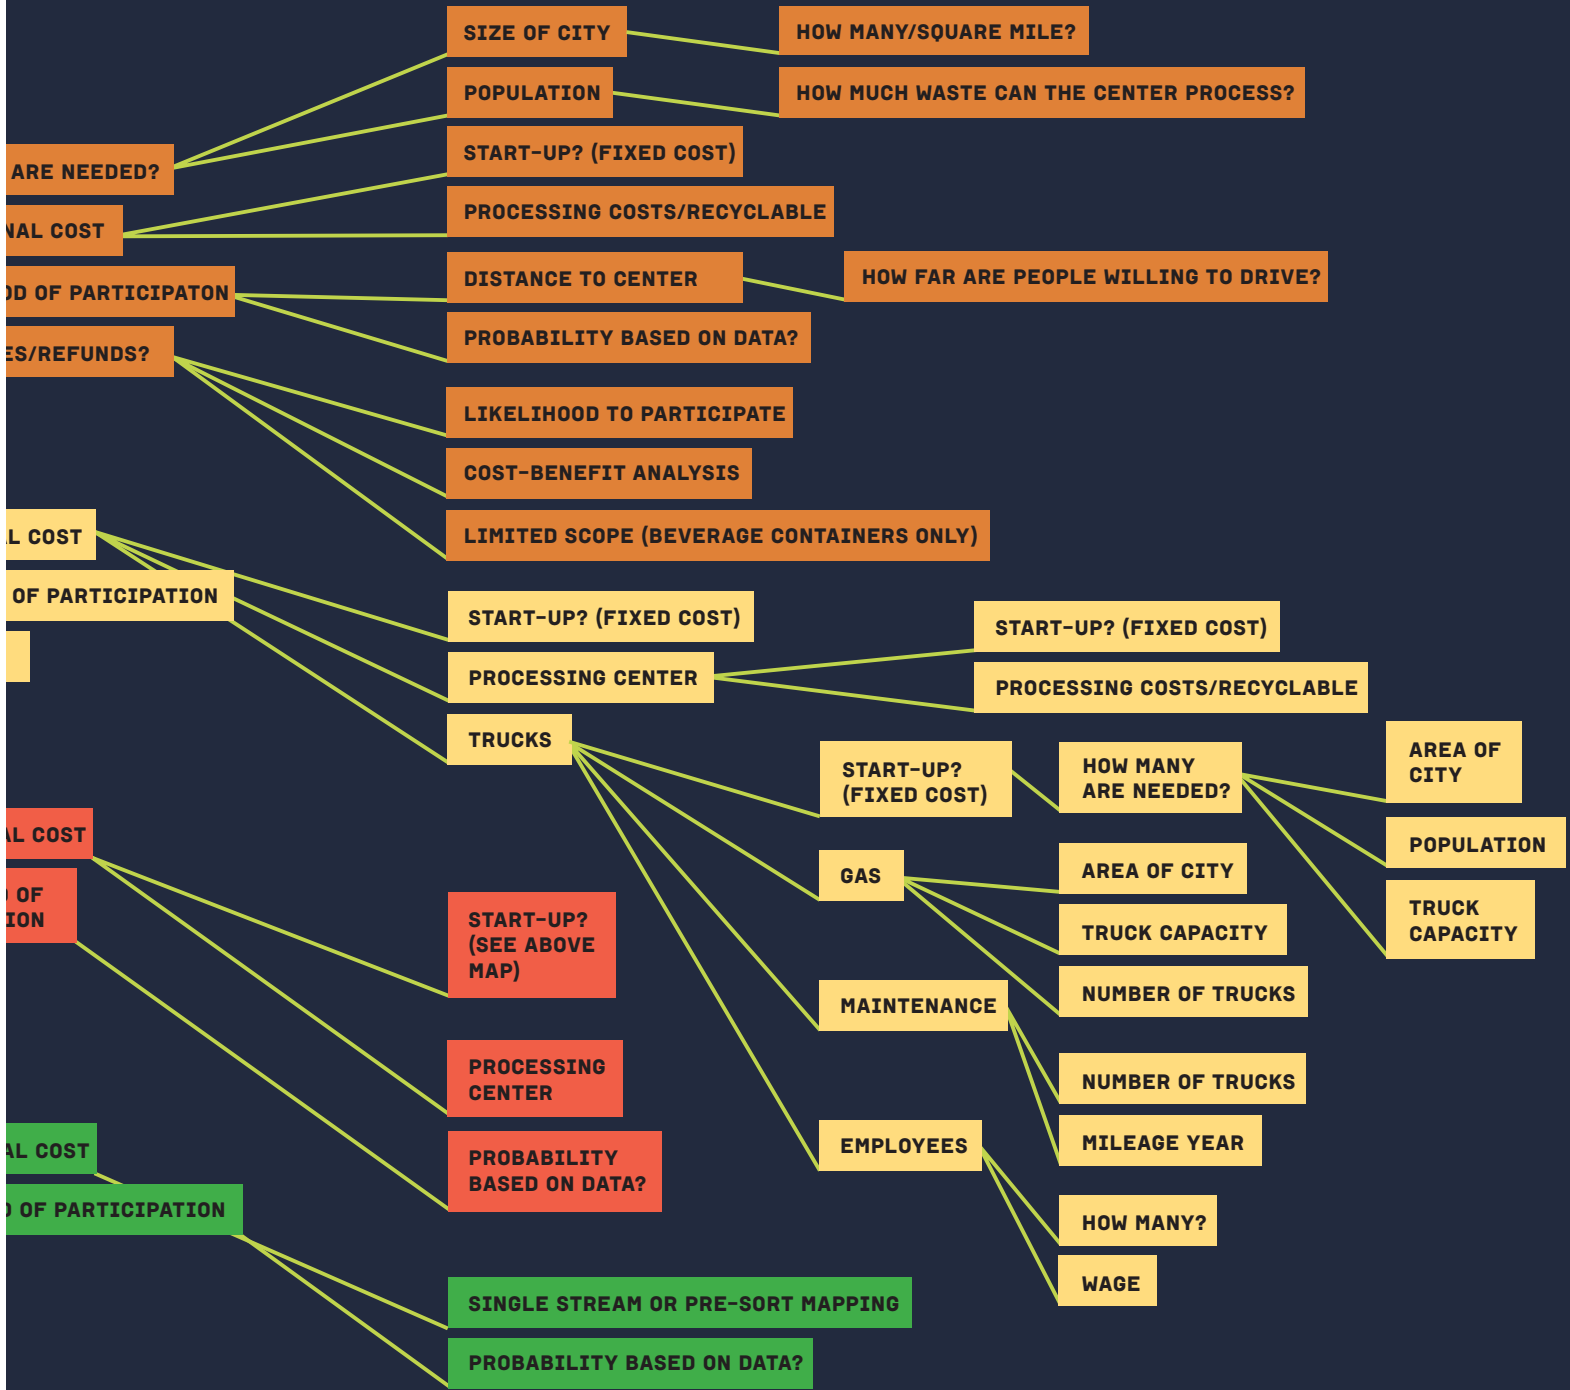 SIZE OF CITY
HOW MANY/SQUARE MILE?
POPULATION
HOW MUCH WASTE CAN THE CENTER PROCESS?
START-UP? (FIXED COST)
ARE NEEDED?
PROCESSING COSTS/RECYCLABLE
NAL COST
DISTANCE TO CENTER
HOW FAR ARE PEOPLE WILLING TO DRIVE?
OD OF PARTICIPATON
PROBABILITY BASED ON DATA?
ES/REFUNDS?
LIKELIHOOD TO PARTICIPATE
COST-BENEFIT ANALYSIS
LIMITED SCOPE (BEVERAGE CONTAINERS ONLY)
L COST
OF PARTICIPATION
START-UP? (FIXED COST)
START-UP? (FIXED COST)
PROCESSING CENTER
PROCESSING COSTS/RECYCLABLE
TRUCKS
START-UP?
(FIXED COST)
HOW MANY
ARE NEEDED?
AREA OF
CITY
POPULATION
TRUCK
CAPACITY
GAS
AREA OF CITY
TRUCK CAPACITY
NUMBER OF TRUCKS
MAINTENANCE
NUMBER OF TRUCKS
MILEAGE YEAR
EMPLOYEES
HOW MANY?
WAGE
AL COST
D OF
ION
START-UP?
(SEE ABOVE
MAP)
PROCESSING
CENTER
PROBABILITY
BASED ON DATA?
AL COST
D OF PARTICIPATION
SINGLE STREAM OR PRE-SORT MAPPING
PROBABILITY BASED ON DATA?